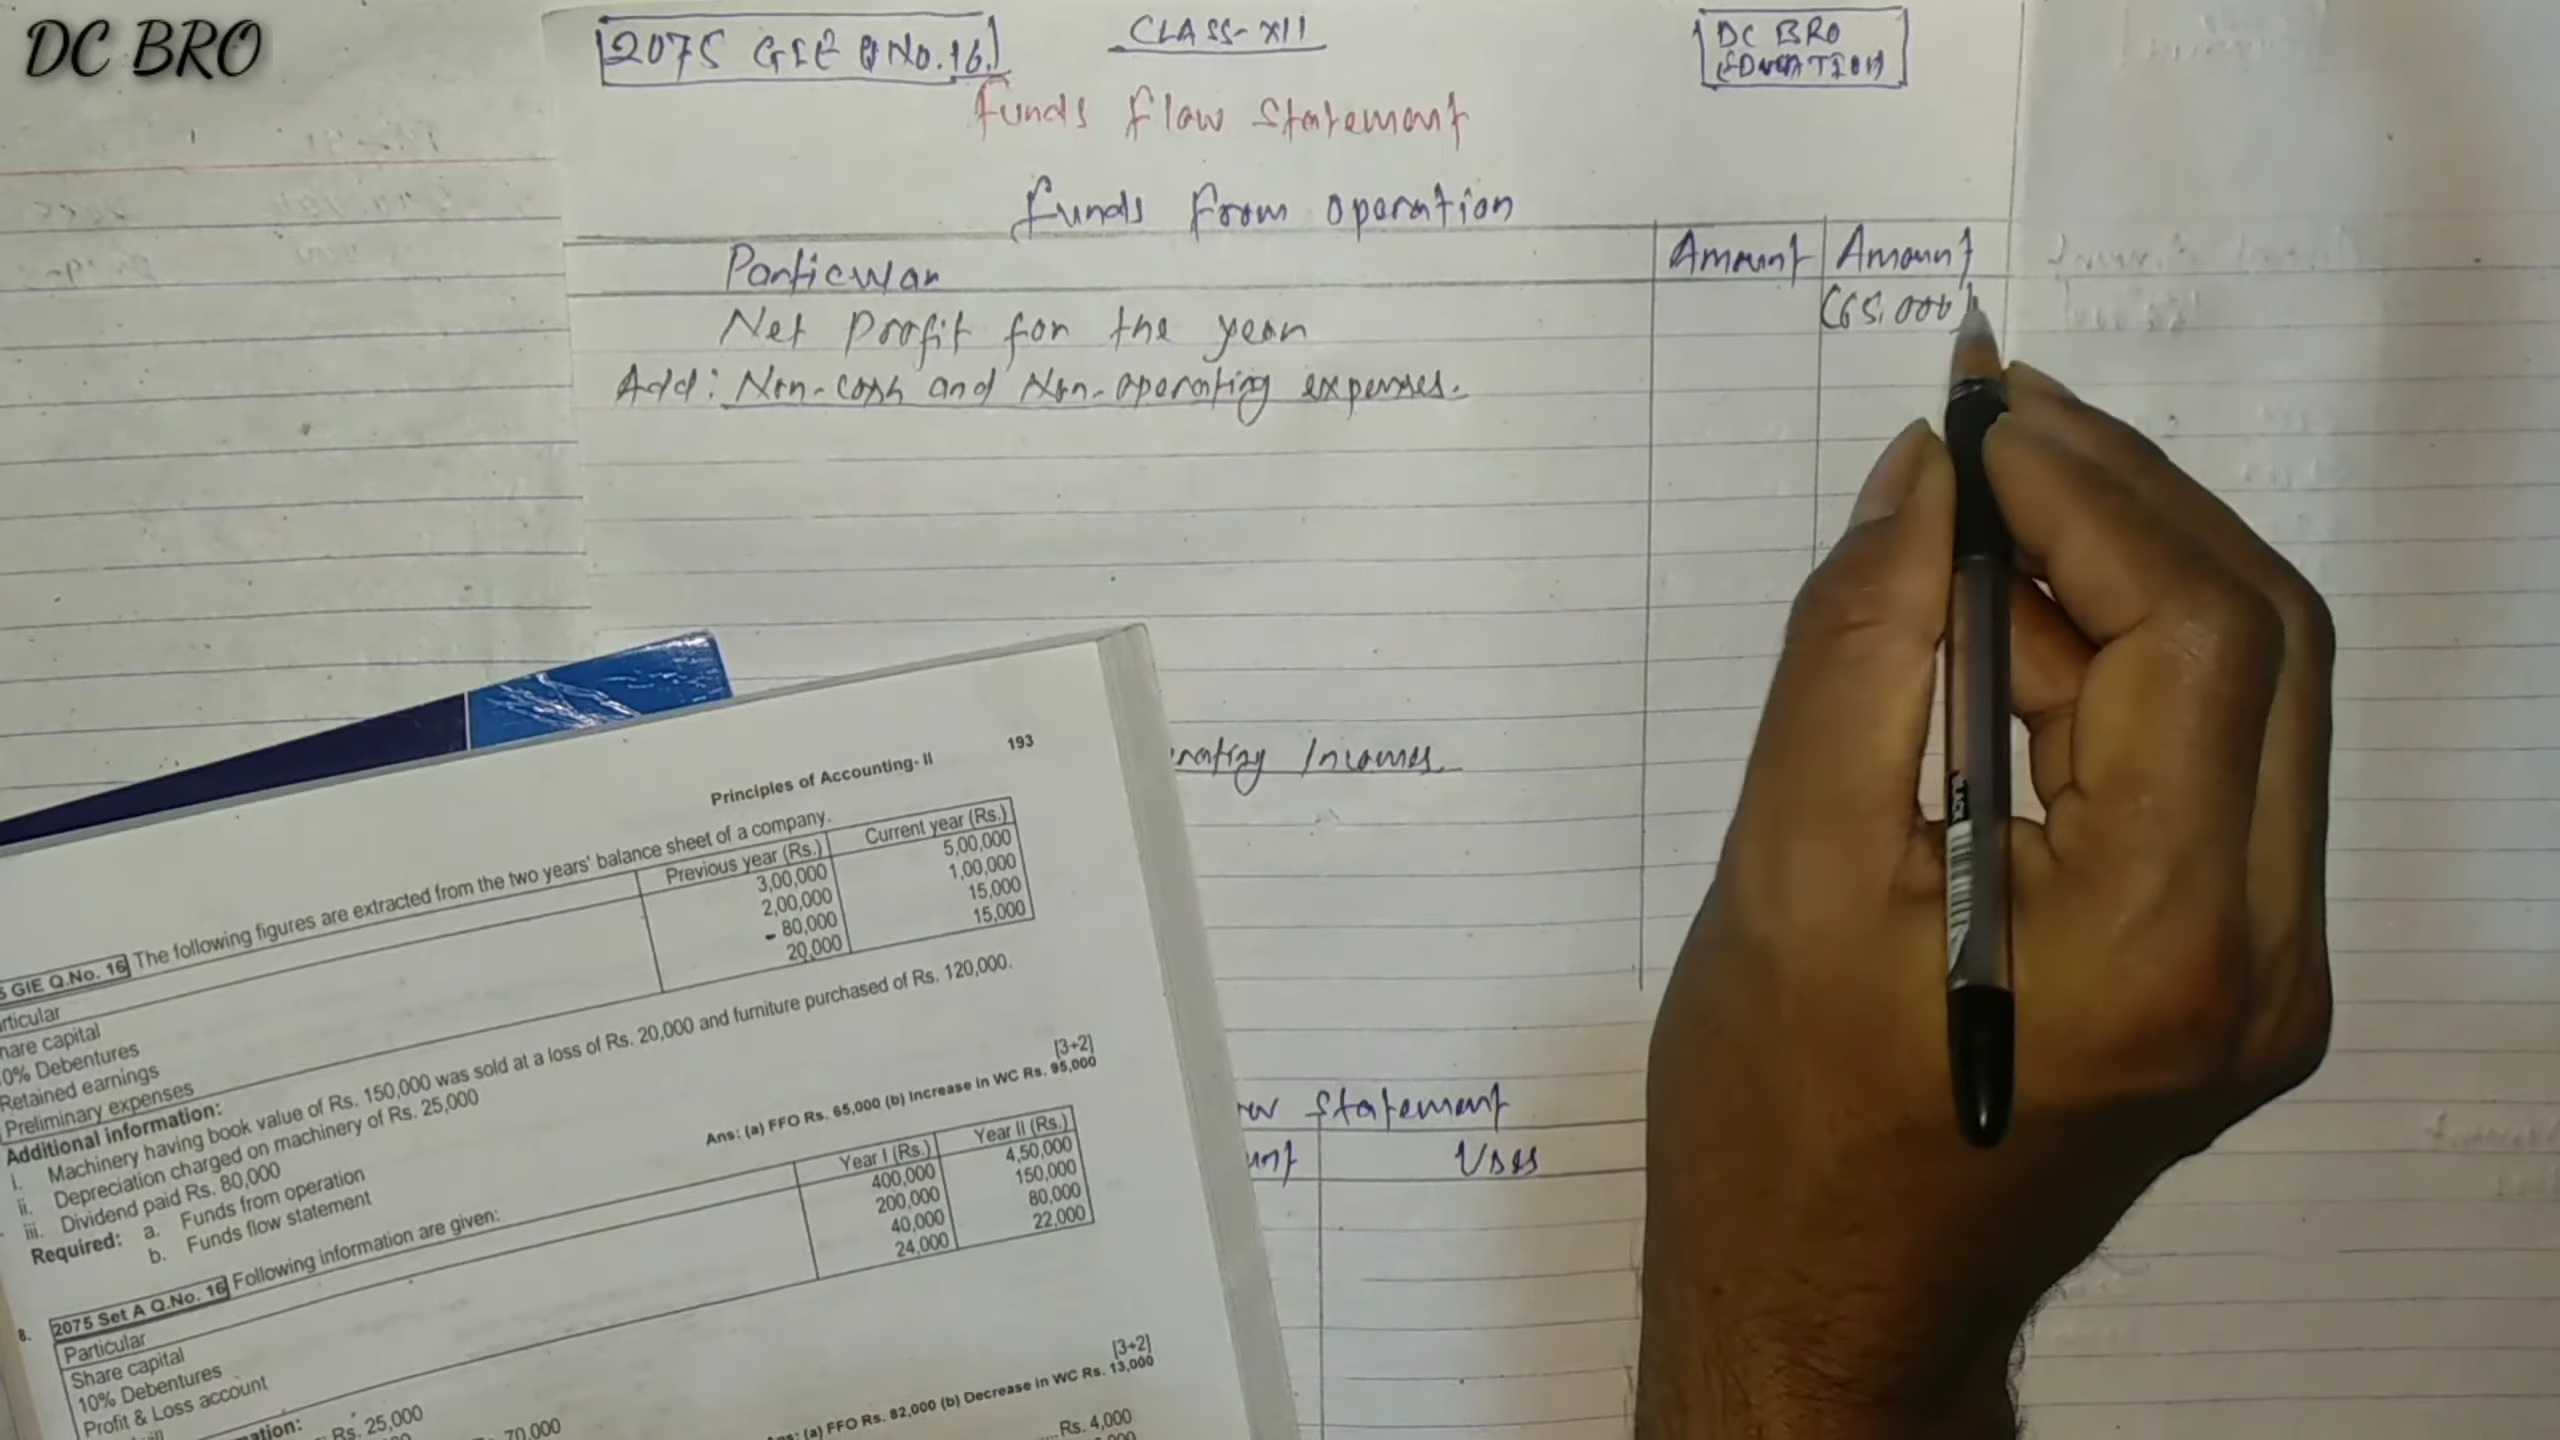 DC BRO
2075 GIE Q No. 16.
CLASS-XII
DC BRO
EDUCATION
Funds Flow Statement
Funds From Operation
Particular Amount Amount
Net Profit for the year (65,000)
Add: Non-cash and Non-operating expenses.
erating Incomes
ow Statement
unt Uses
Principles of Accounting- II 193
5 GIE Q.No. 16 The following figures are extracted from the two years' balance sheet of a company.
rticular Previous year (Rs.) Current year (Rs.)
hare capital 3,00,000 5,00,000
0% Debentures 2,00,000 1,00,000
Retained earnings - 80,000 15,000
Preliminary expenses 20,000 15,000
Additional information:
i. Machinery having book value of Rs. 150,000 was sold at a loss of Rs. 20,000 and furniture purchased of Rs. 120,000.
ii. Depreciation charged on machinery of Rs. 25,000
iii. Dividend paid Rs. 80,000
Required: a. Funds from operation
b. Funds flow statement
[3+2]
Ans: (a) FFO Rs. 65,000 (b) Increase in WC Rs. 95,000
8. 2075 Set A Q.No. 16 Following information are given:
Particular Year I (Rs.) Year II (Rs.)
Share capital 400,000 4,50,000
10% Debentures 200,000 150,000
Profit & Loss account 40,000 80,000
24,000 22,000
mation:
Rs. 25,000
70,000
[3+2]
Ans: (a) FFO Rs. 82,000 (b) Decrease in WC Rs. 13,000
Rs. 4,000